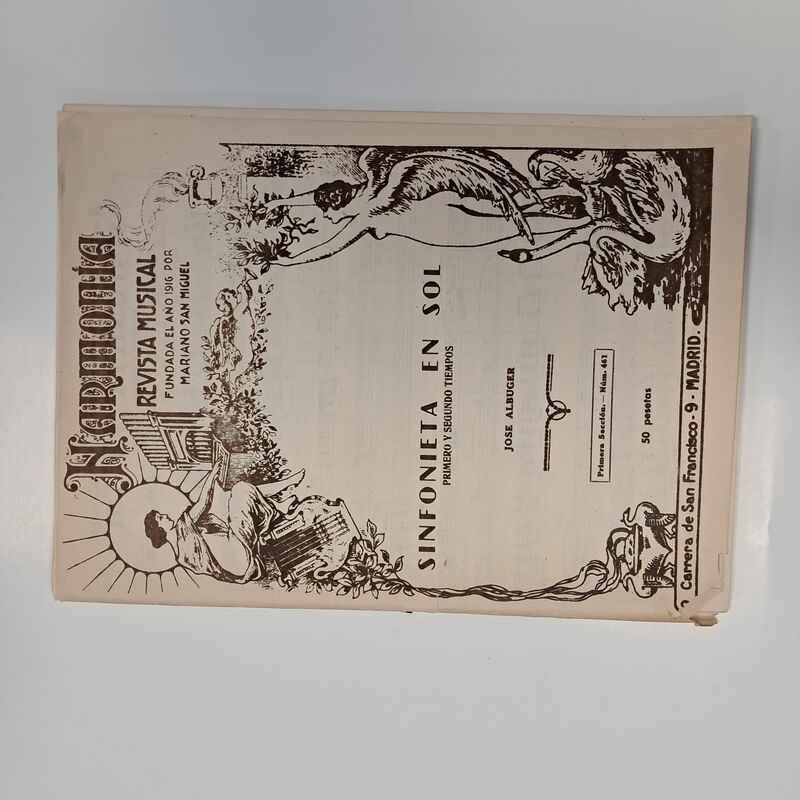 Harmonía
REVISTA MUSICAL
FUNDADA EL AÑO 1916 POR
MARIANO SAN MIGUEL
SINFONIETA EN SOL
PRIMERO Y SEGUNDO TIEMPOS
JOSE ALBUGER
Primera Sección. – Núm. 461
50 pesetas
Carrera de San Francisco - 9 - MADRID.